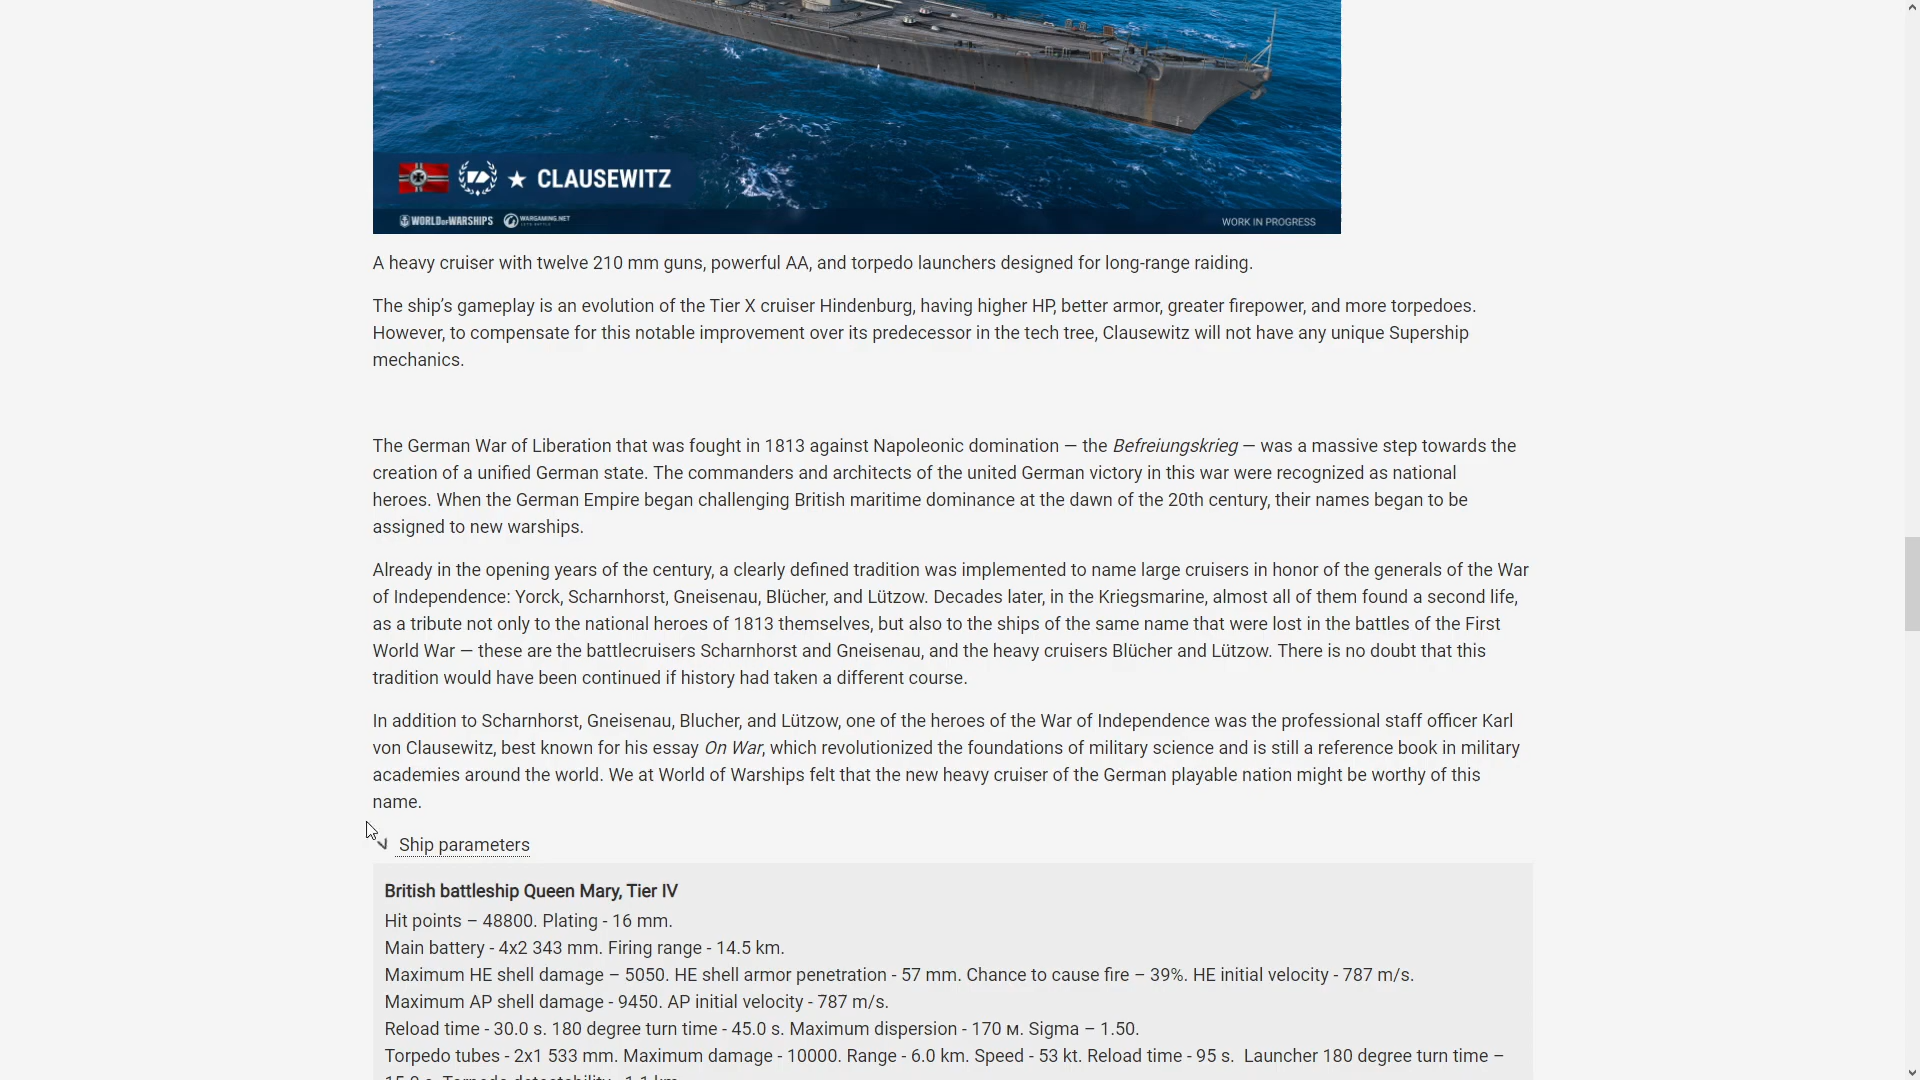 ★ CLAUSEWITZ
WORLD OF WARSHIPS WARGAMING.NET
WORK IN PROGRESS
A heavy cruiser with twelve 210 mm guns, powerful AA, and torpedo launchers designed for long-range raiding.
The ship’s gameplay is an evolution of the Tier X cruiser Hindenburg, having higher HP, better armor, greater firepower, and more torpedoes.
However, to compensate for this notable improvement over its predecessor in the tech tree, Clausewitz will not have any unique Supership
mechanics.
The German War of Liberation that was fought in 1813 against Napoleonic domination — the Befreiungskrieg — was a massive step towards the
creation of a unified German state. The commanders and architects of the united German victory in this war were recognized as national
heroes. When the German Empire began challenging British maritime dominance at the dawn of the 20th century, their names began to be
assigned to new warships.
Already in the opening years of the century, a clearly defined tradition was implemented to name large cruisers in honor of the generals of the War
of Independence: Yorck, Scharnhorst, Gneisenau, Blücher, and Lützow. Decades later, in the Kriegsmarine, almost all of them found a second life,
as a tribute not only to the national heroes of 1813 themselves, but also to the ships of the same name that were lost in the battles of the First
World War — these are the battlecruisers Scharnhorst and Gneisenau, and the heavy cruisers Blücher and Lützow. There is no doubt that this
tradition would have been continued if history had taken a different course.
In addition to Scharnhorst, Gneisenau, Blucher, and Lützow, one of the heroes of the War of Independence was the professional staff officer Karl
von Clausewitz, best known for his essay On War, which revolutionized the foundations of military science and is still a reference book in military
academies around the world. We at World of Warships felt that the new heavy cruiser of the German playable nation might be worthy of this
name.
Ship parameters
British battleship Queen Mary, Tier IV
Hit points – 48800. Plating - 16 mm.
Main battery - 4x2 343 mm. Firing range - 14.5 km.
Maximum HE shell damage – 5050. HE shell armor penetration - 57 mm. Chance to cause fire – 39%. HE initial velocity - 787 m/s.
Maximum AP shell damage - 9450. AP initial velocity - 787 m/s.
Reload time - 30.0 s. 180 degree turn time - 45.0 s. Maximum dispersion - 170 м. Sigma – 1.50.
Torpedo tubes - 2x1 533 mm. Maximum damage - 10000. Range - 6.0 km. Speed - 53 kt. Reload time - 95 s. Launcher 180 degree turn time –